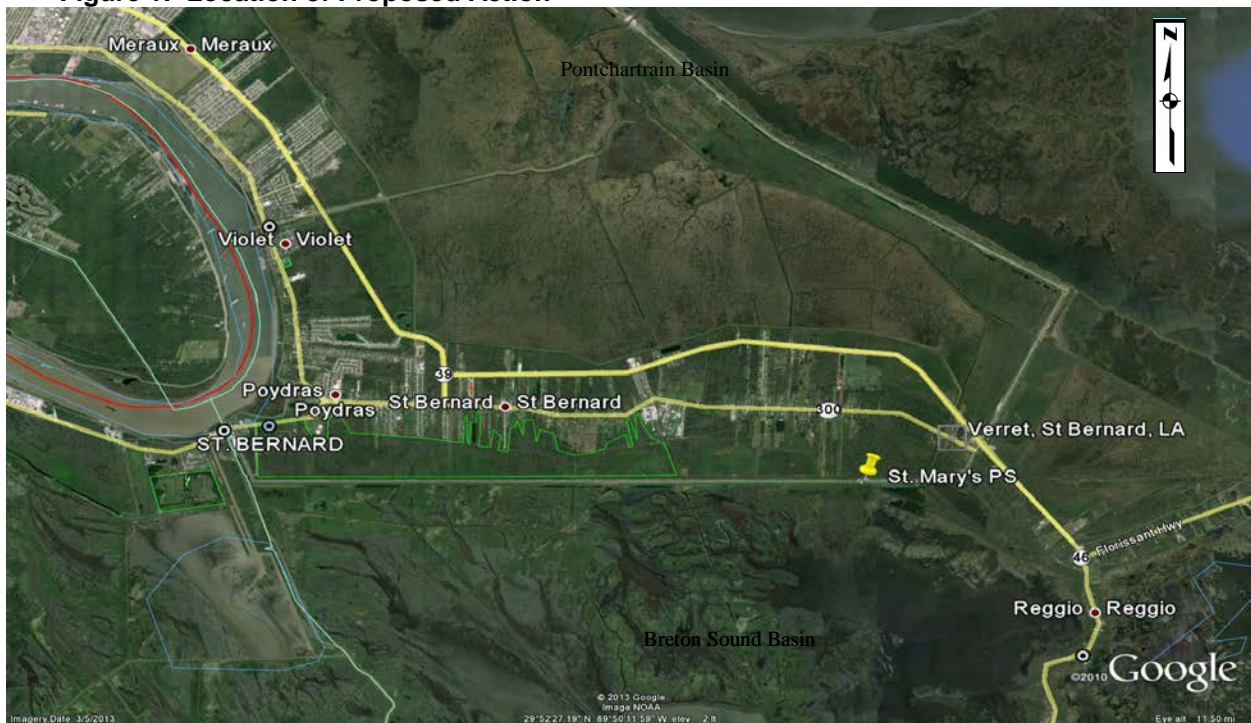 Figure 1. Location of Proposed Action
Meraux Meraux
Pontchartrain Basin
N
Violet Violet
39
Poydras
Poydras
St Bernard St Bernard
300
ST. BERNARD
Verret, St Bernard, LA
St. Mary's PS
46
Florissant Hwy
Reggio Reggio
Breton Sound Basin
©2010 Google
© 2013 Google
Image NOAA
Imagery Date: 3/5/2013
29°52'27.19" N 89°50'11.59" W elev 2 ft
Eye alt 11.50 mi